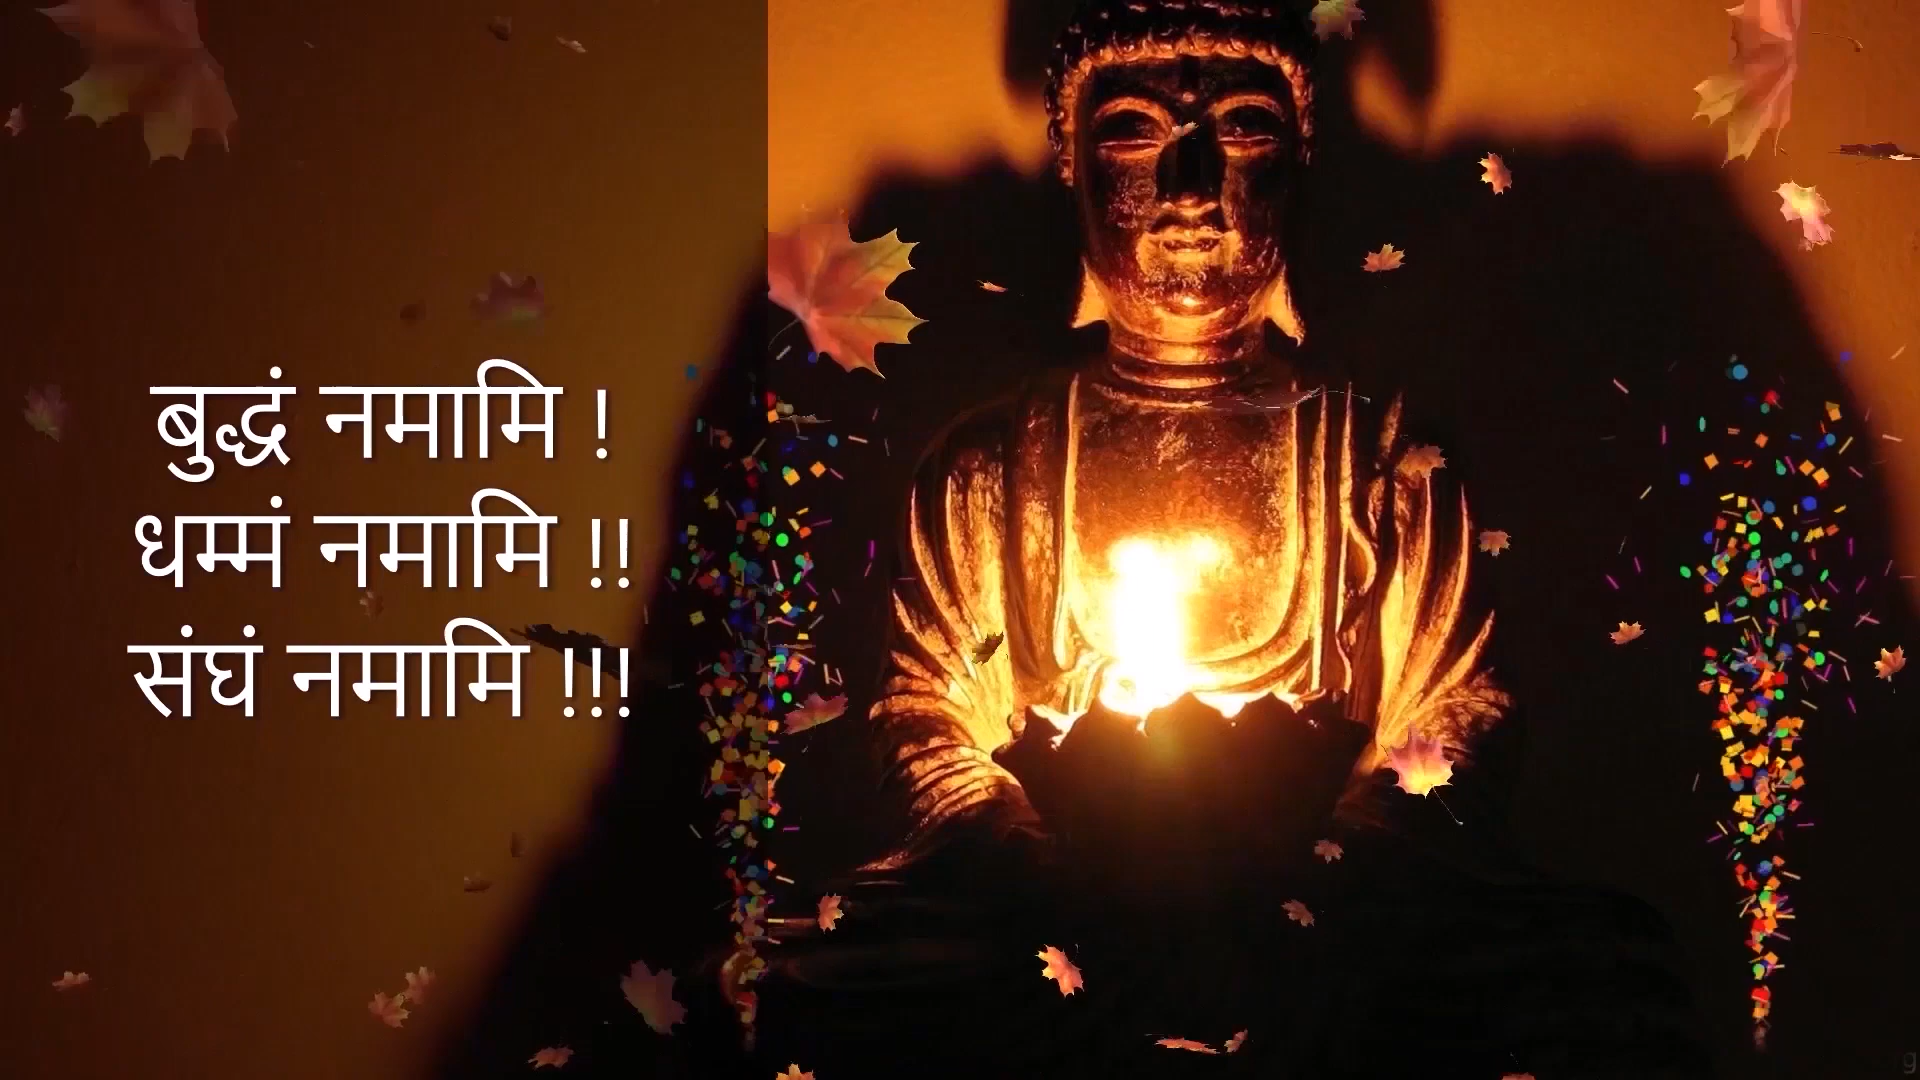 बुद्धं नमामि !
धम्मं नमामि !!
संघं नमामि !!!
g